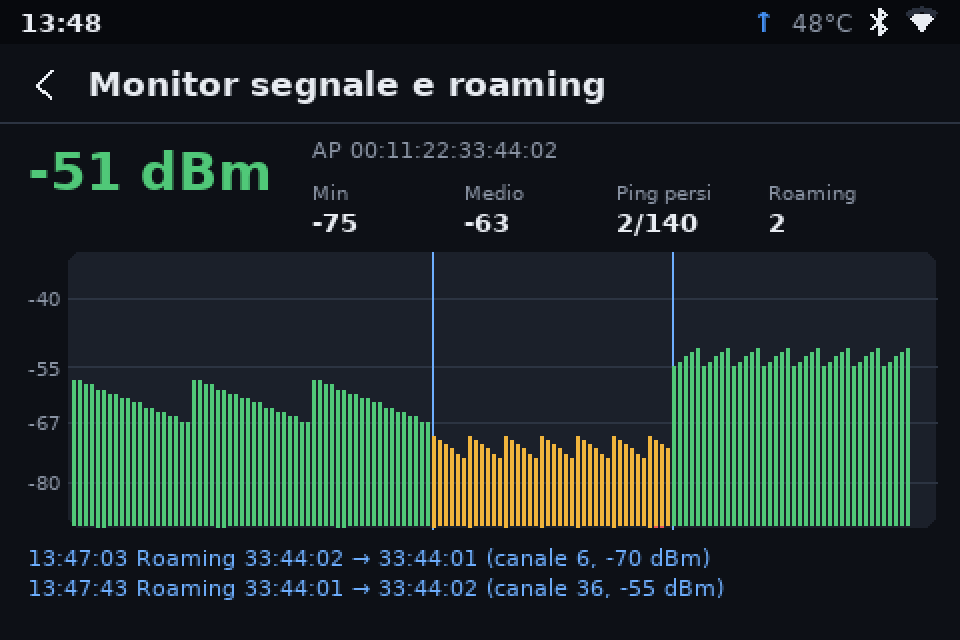 13:48 ↑ 48°C
Monitor segnale e roaming
-51 dBm
AP 00:11:22:33:44:02
Min Medio Ping persi Roaming
-75 -63 2/140 2
-40
-55
-67
-80
13:47:03 Roaming 33:44:02 → 33:44:01 (canale 6, -70 dBm)
13:47:43 Roaming 33:44:01 → 33:44:02 (canale 36, -55 dBm)